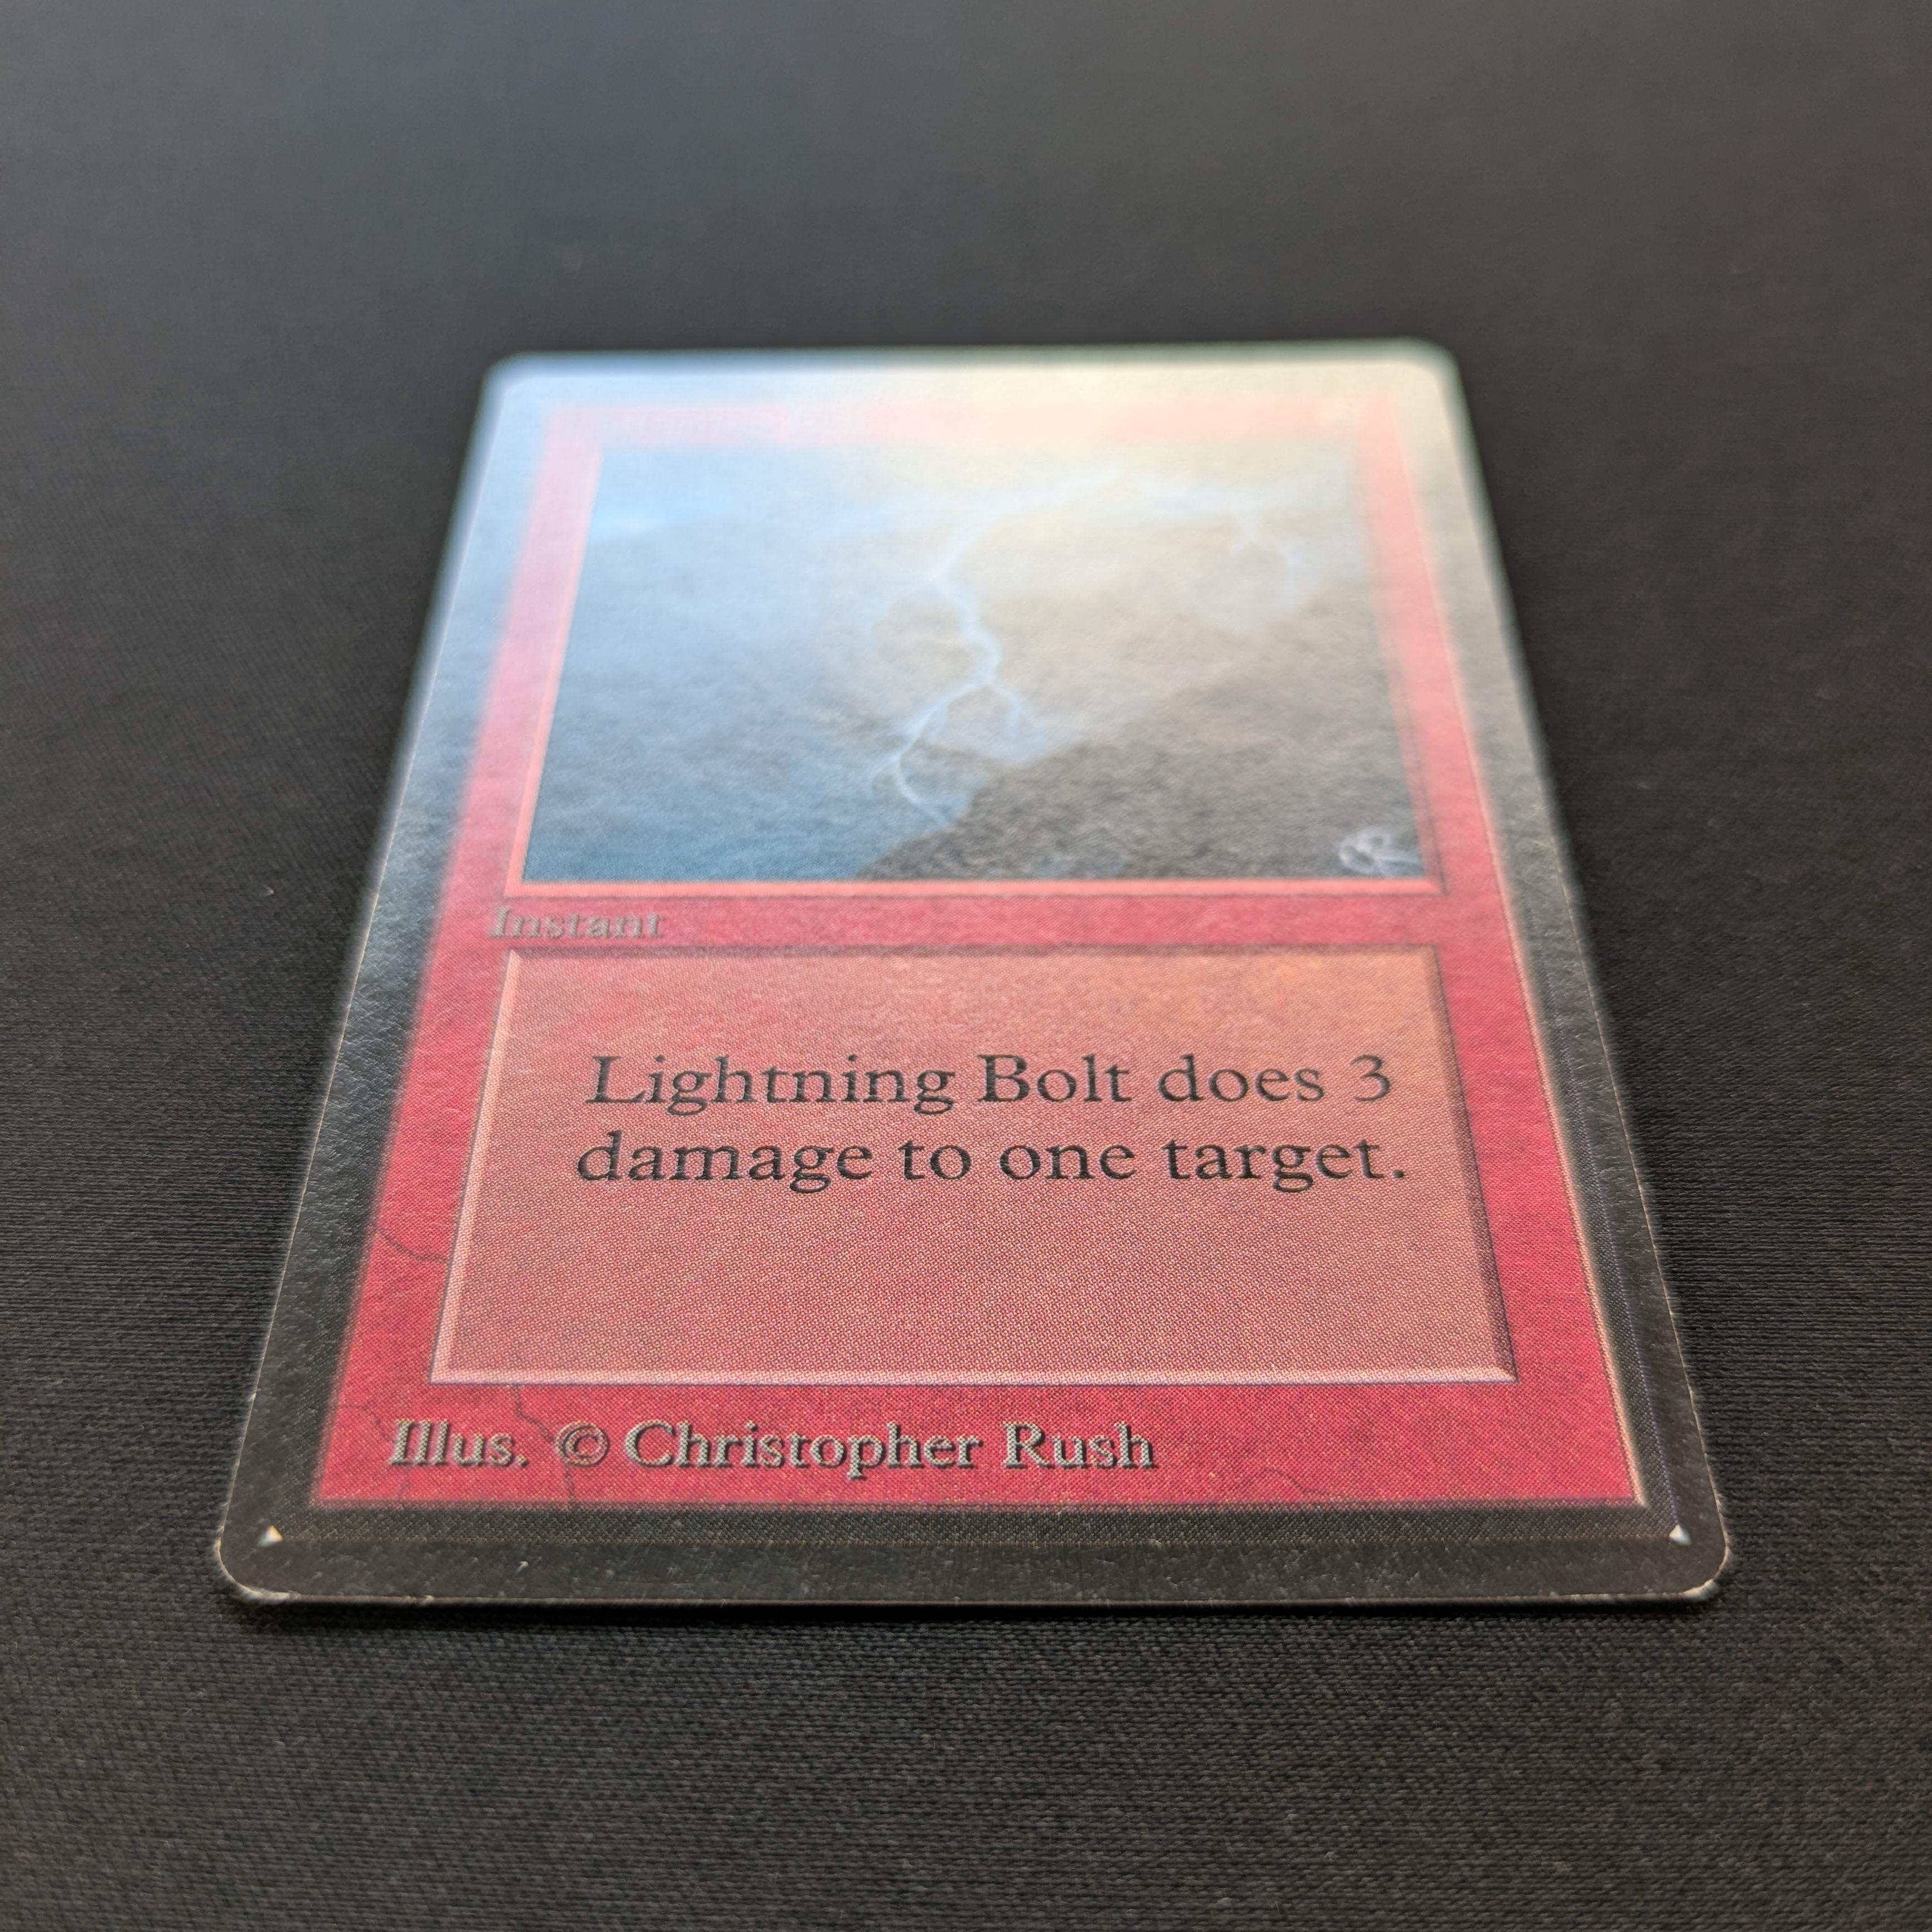 Instant
Lightning Bolt does 3
damage to one target.
Illus. © Christopher Rush